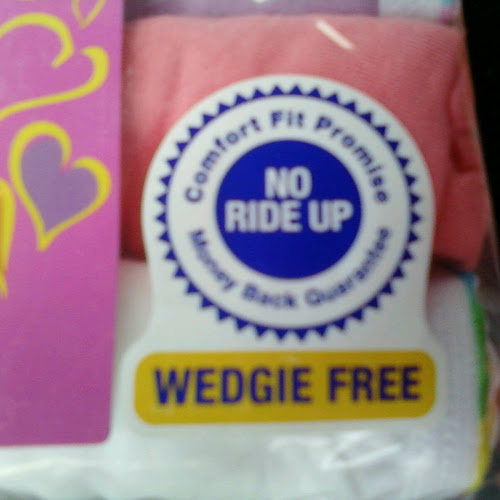 Comfort Fit Promise
NO
RIDE UP
Money Back Guarantee
WEDGIE FREE